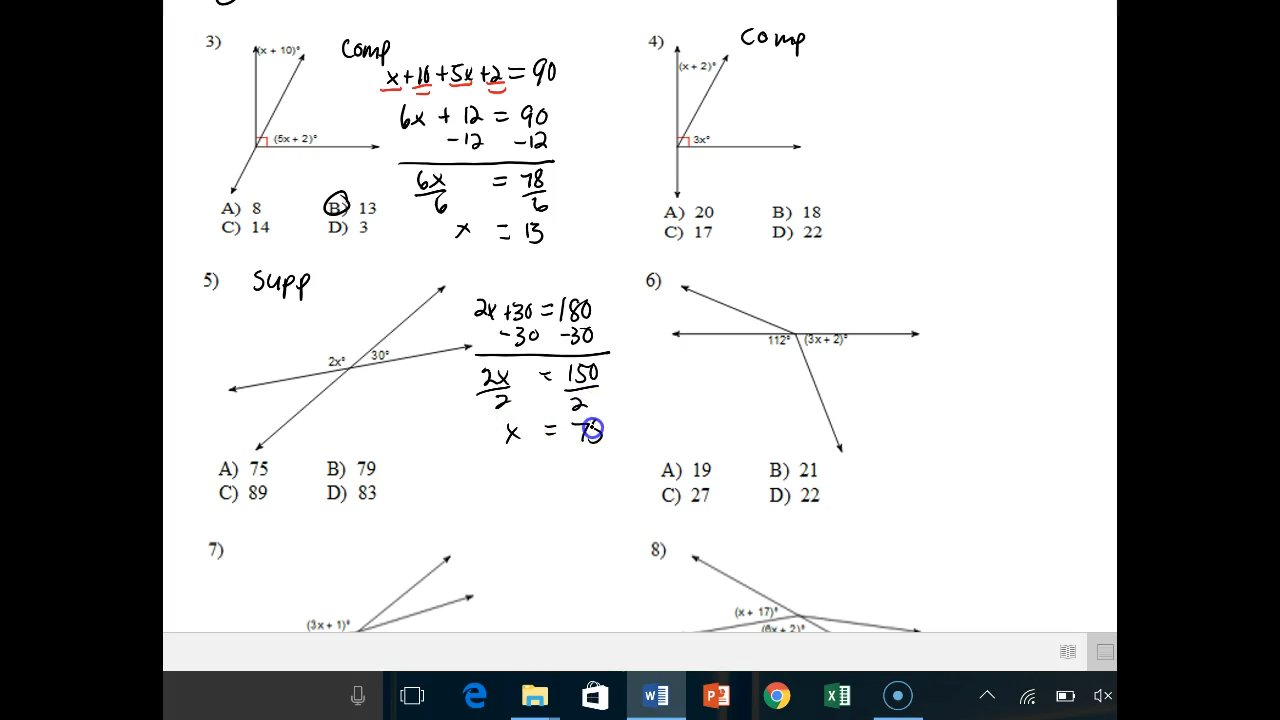 3)
(x + 10)°
(5x + 2)°
Comp
x+10+5x+2=90
6x + 12 = 90
-12 -12
6x = 78
6 6
x = 13
A) 8 B) 13
C) 14 D) 3
4)
Comp
(x + 2)°
3x°
A) 20 B) 18
C) 17 D) 22
5)
Supp
2x° 30°
2x+30=180
-30 -30
2x = 150
2 2
x = 75
A) 75 B) 79
C) 89 D) 83
6)
112° (3x + 2)°
A) 19 B) 21
C) 27 D) 22
7)
(3x + 1)°
8)
(x + 17)°
(6x + 2)°